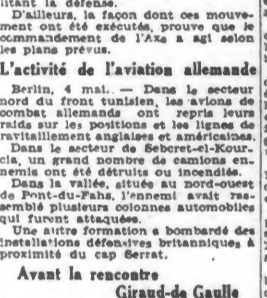 litant la défense.
D'ailleurs, la façon dont ces mouve-
ment ont été exécutés, prouve que le
commandement de l'Axe a agi selon
les plans prévus.
L'activité de l'aviation allemande
Berlin, 4 mai. — Dans le secteur
nord du front tunisien, les avions de
combat allemands ont repris leurs
raids sur les positions et les lignes de
ravitaillement anglaises et américaines.
Dans le secteur de Sebcret-el-Kour-
cia, un grand nombre de camions en-
nemis ont été détruits ou incendiés.
Dans la vallée, située au nord-ouest
de Pont-du-Fahs, l'ennemi avait ras-
semblé plusieurs colonnes automobiles
qui furent attaquées.
Une autre formation a bombardé des
installations défensives britanniques à
proximité du cap Serrat.
Avant la rencontre
Giraud-de Gaulle